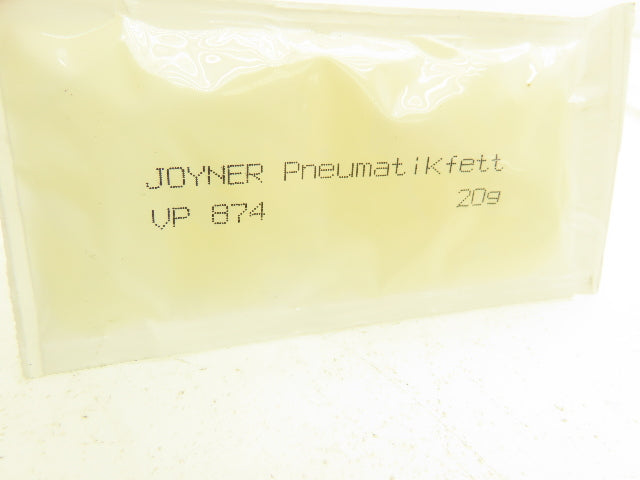 JOYNER Pneumatikfett
VP 874 20g